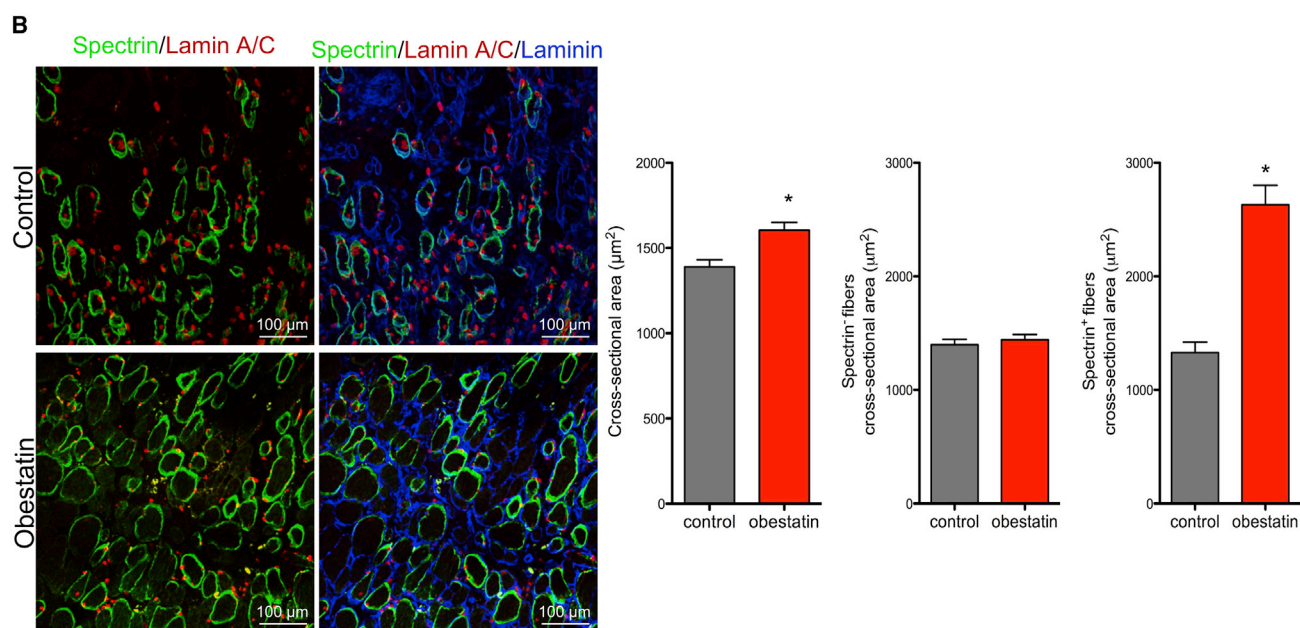 B
Spectrin/Lamin A/C
Spectrin/Lamin A/C/Laminin
Control
100 µm
100 µm
Obestatin
100 µm
100 µm
Cross-sectional area (µm²)
2000
1500
1000
500
0
control
obestatin
*
Spectrin⁻ fibers
cross-sectional area (µm²)
3000
2000
1000
0
control
obestatin
Spectrin⁺ fibers
cross-sectional area (µm²)
3000
2000
1000
0
control
obestatin
*